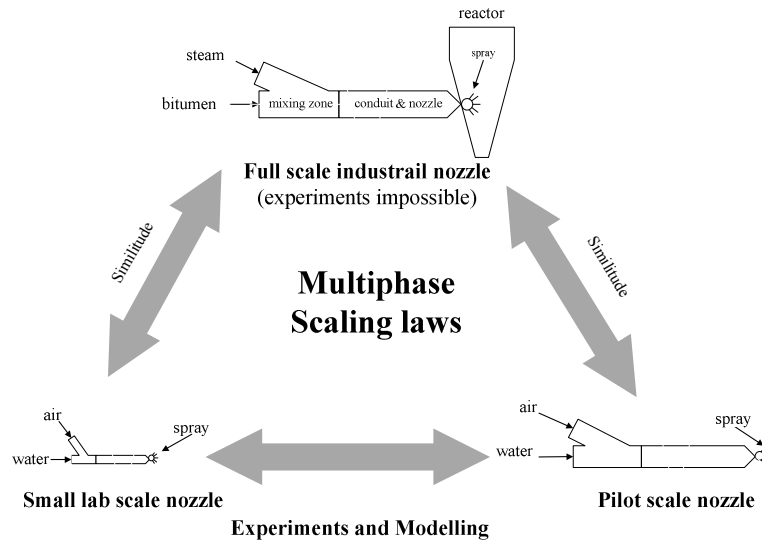 reactor
steam
spray
bitumen
mixing zone
conduit & nozzle
Full scale industrail nozzle
(experiments impossible)
Similitude
Similitude
Multiphase
Scaling laws
air
spray
water
air
spray
water
Small lab scale nozzle
Pilot scale nozzle
Experiments and Modelling